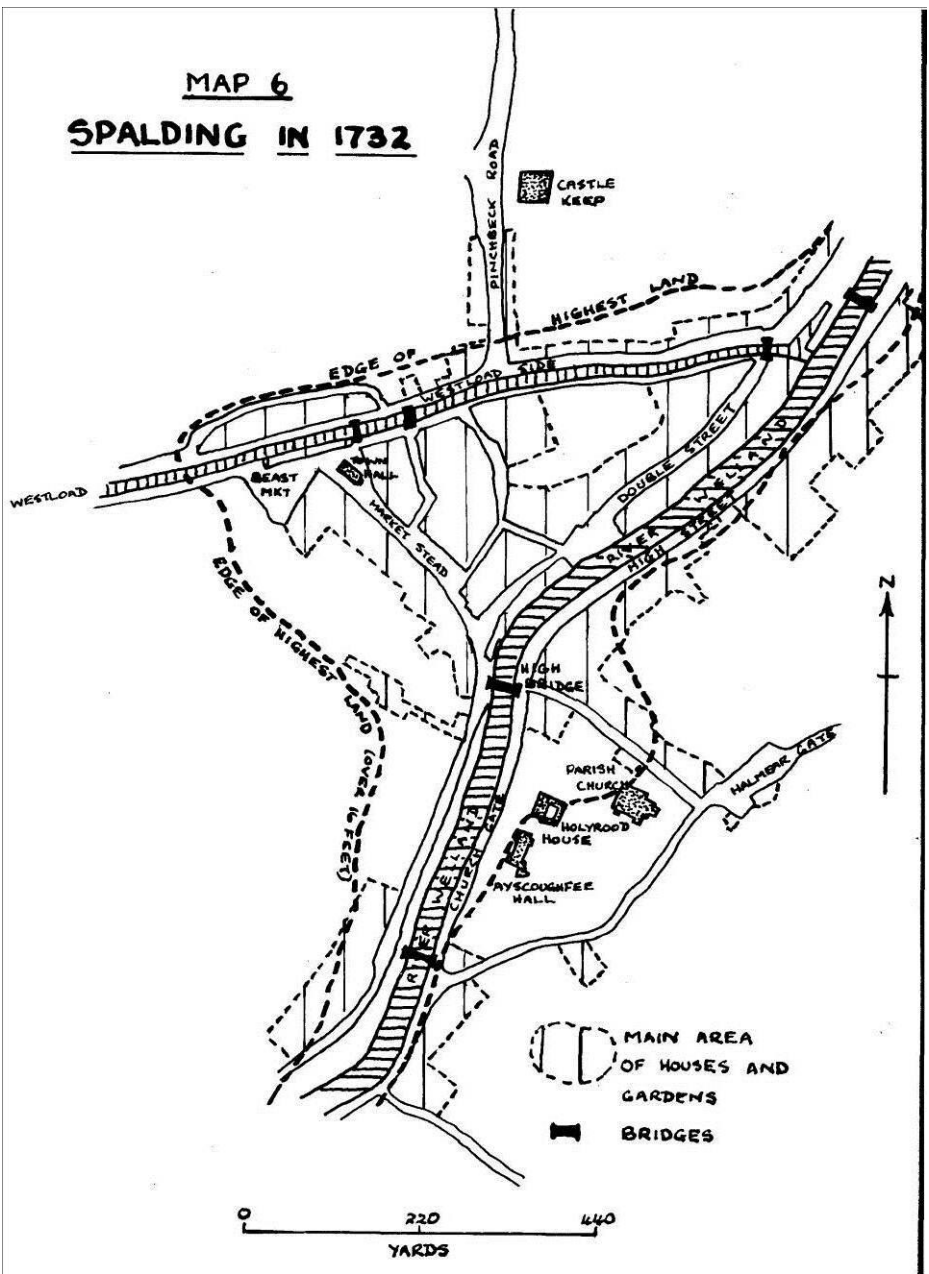 MAP 6
SPALDING IN 1732
PINCHBECK ROAD
CASTLE
KEEP
EDGE OF HIGHEST LAND
WESTLOAD SIDE
WESTLOAD
BEAST
MKT
TOWN
HALL
MARKET STEAD
DOUBLE STREET
RIVER WELLAND
HIGH STREET
EDGE OF HIGHEST LAND (OVER 16 FEET)
HIGH
BRIDGE
N
HALMEAR GATE
PARISH
CHURCH
HOLYROOD
HOUSE
AYSCOUGHFEE
HALL
RIVER WELLAND
CHURCH GATE
MAIN AREA
OF HOUSES AND
GARDENS
BRIDGES
0 220 440
YARDS